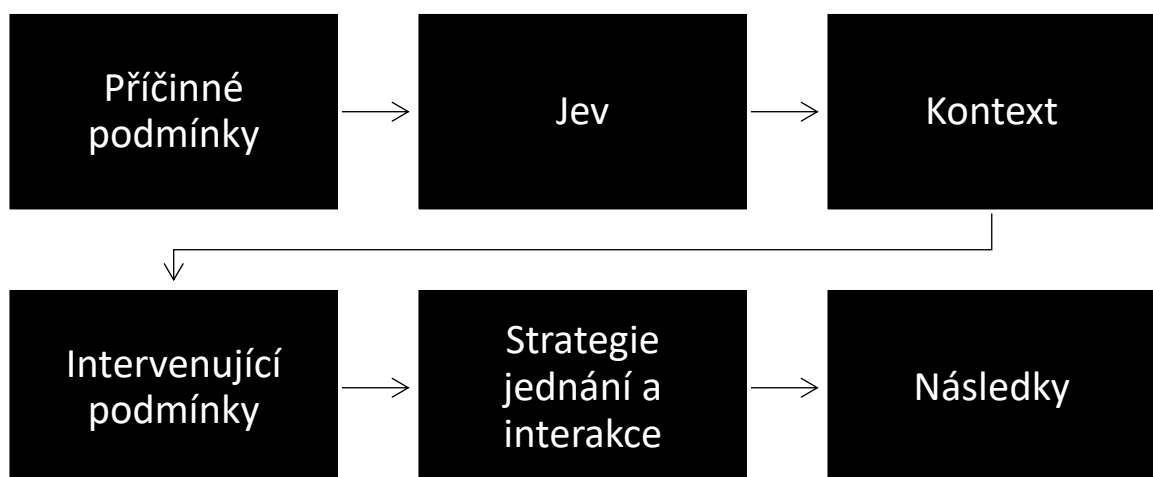 Příčinné
podmínky
Jev
Kontext
Intervenující
podmínky
Strategie
jednání a
interakce
Následky